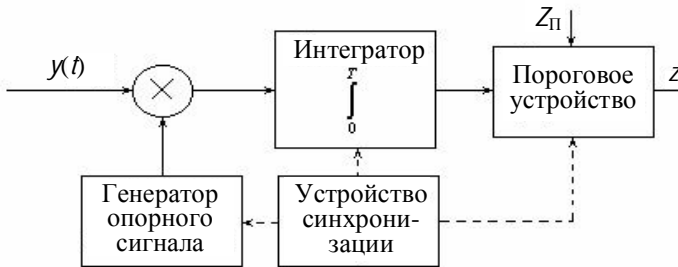 y(t)
×
Интегратор
T
∫
0
Z_П
Пороговое
устройство
z
Генератор
опорного
сигнала
Устройство
синхрони-
зации